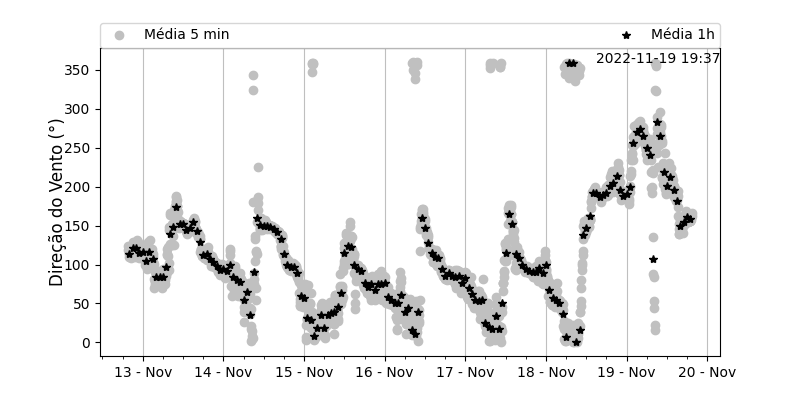 Média 5 min
Média 1h
2022-11-19 19:37
Direção do Vento (°)
350
300
250
200
150
100
50
0
13 - Nov
14 - Nov
15 - Nov
16 - Nov
17 - Nov
18 - Nov
19 - Nov
20 - Nov